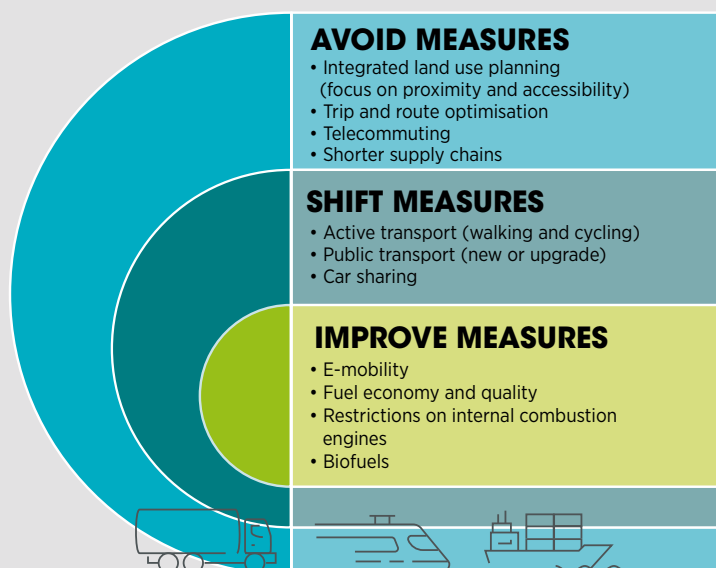 AVOID MEASURES
• Integrated land use planning
(focus on proximity and accessibility)
• Trip and route optimisation
• Telecommuting
• Shorter supply chains
SHIFT MEASURES
• Active transport (walking and cycling)
• Public transport (new or upgrade)
• Car sharing
IMPROVE MEASURES
• E-mobility
• Fuel economy and quality
• Restrictions on internal combustion
engines
• Biofuels